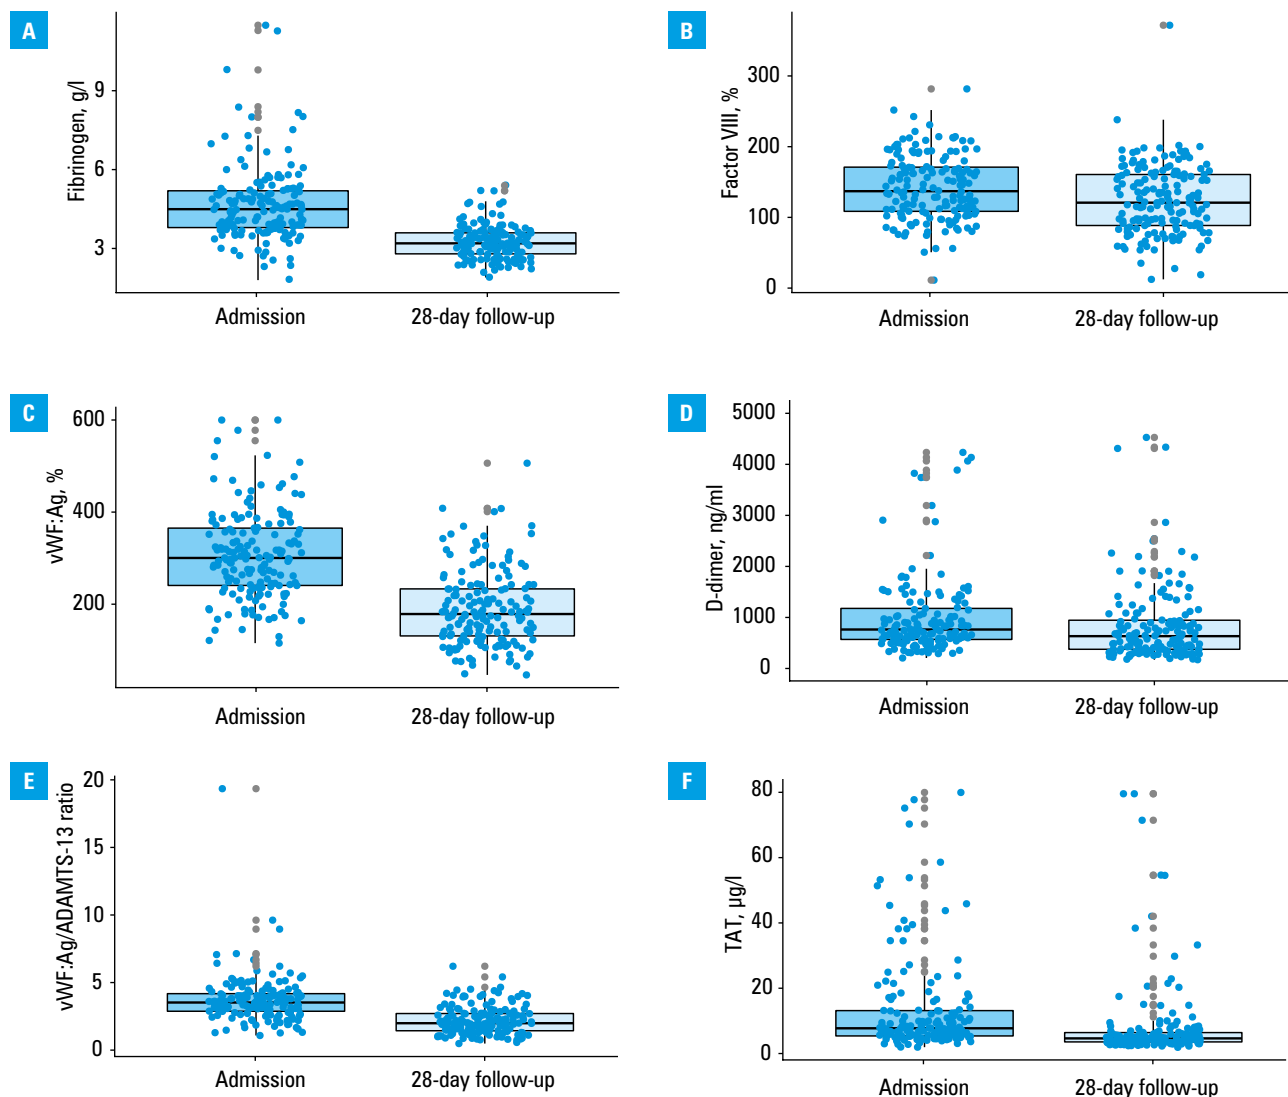 A
Fibrinogen, g/l
9
6
3
Admission
28-day follow-up
B
Factor VIII, %
300
200
100
0
Admission
28-day follow-up
C
vWF:Ag, %
600
400
200
Admission
28-day follow-up
D
D-dimer, ng/ml
5000
4000
3000
2000
1000
0
Admission
28-day follow-up
E
vWF:Ag/ADAMTS-13 ratio
20
15
10
5
0
Admission
28-day follow-up
F
TAT, µg/l
80
60
40
20
0
Admission
28-day follow-up